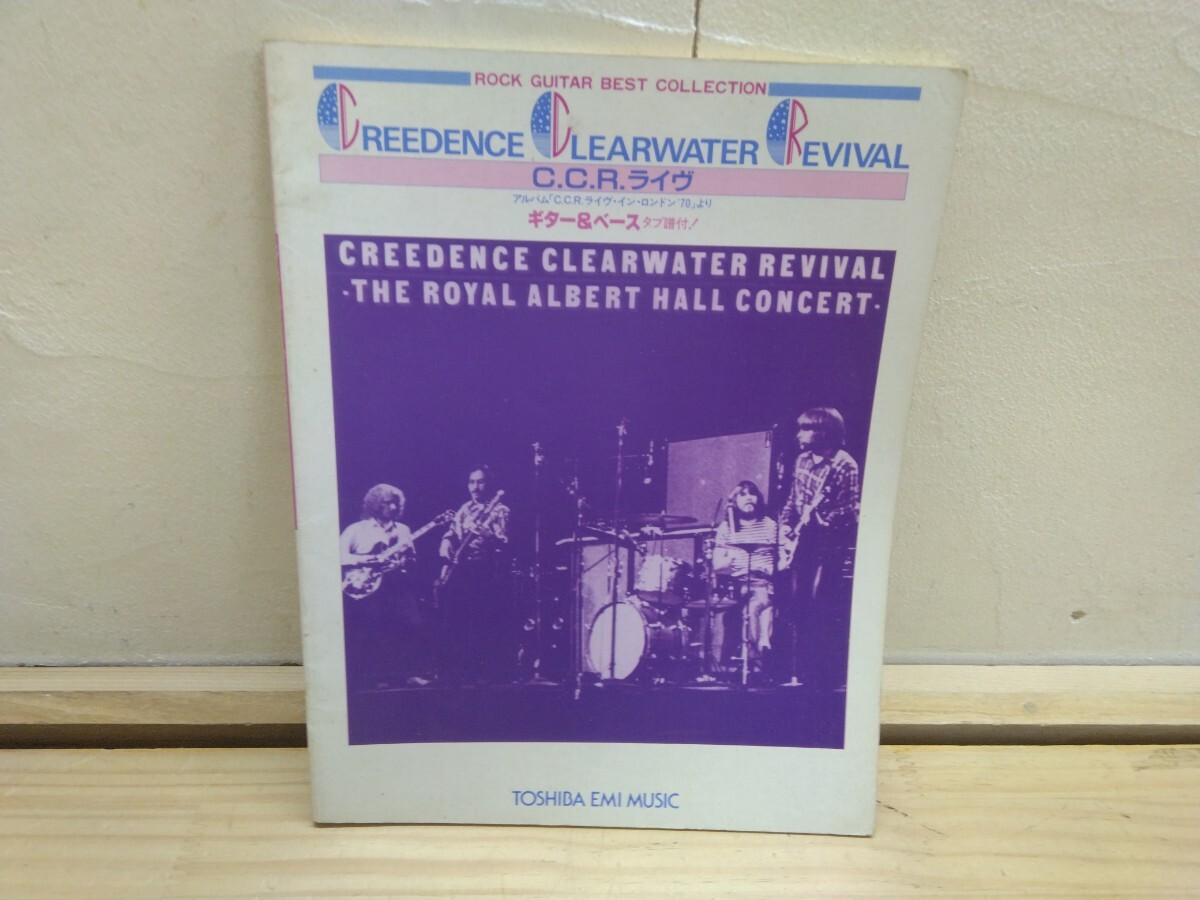 ROCK GUITAR BEST COLLECTION
CREEDENCE CLEARWATER REVIVAL
C.C.R.ライヴ
アルバム「C.C.R.ライヴ・イン・ロンドン'70」より
ギター&ベースタブ譜付!
CREEDENCE CLEARWATER REVIVAL
·THE ROYAL ALBERT HALL CONCERT·
TOSHIBA EMI MUSIC